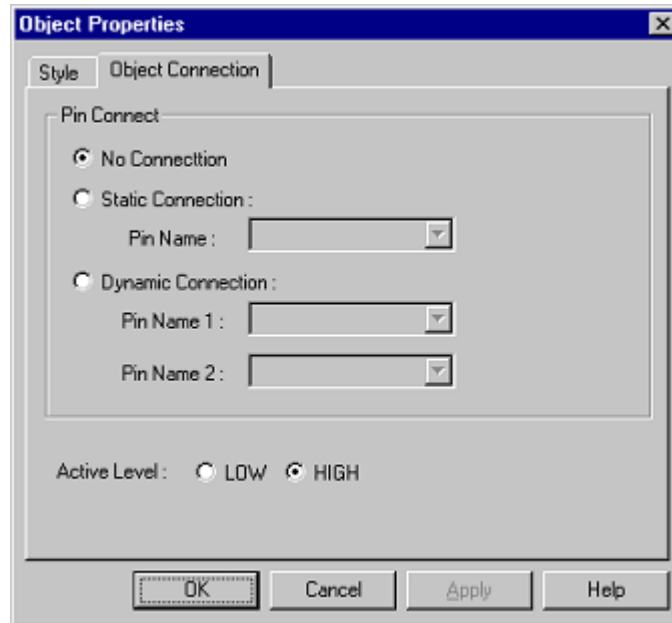 Object Properties
Style Object Connection
Pin Connect
No Connecttion
Static Connection :
Pin Name :
Dynamic Connection :
Pin Name 1 :
Pin Name 2 :
Active Level : LOW HIGH
OK Cancel Apply Help